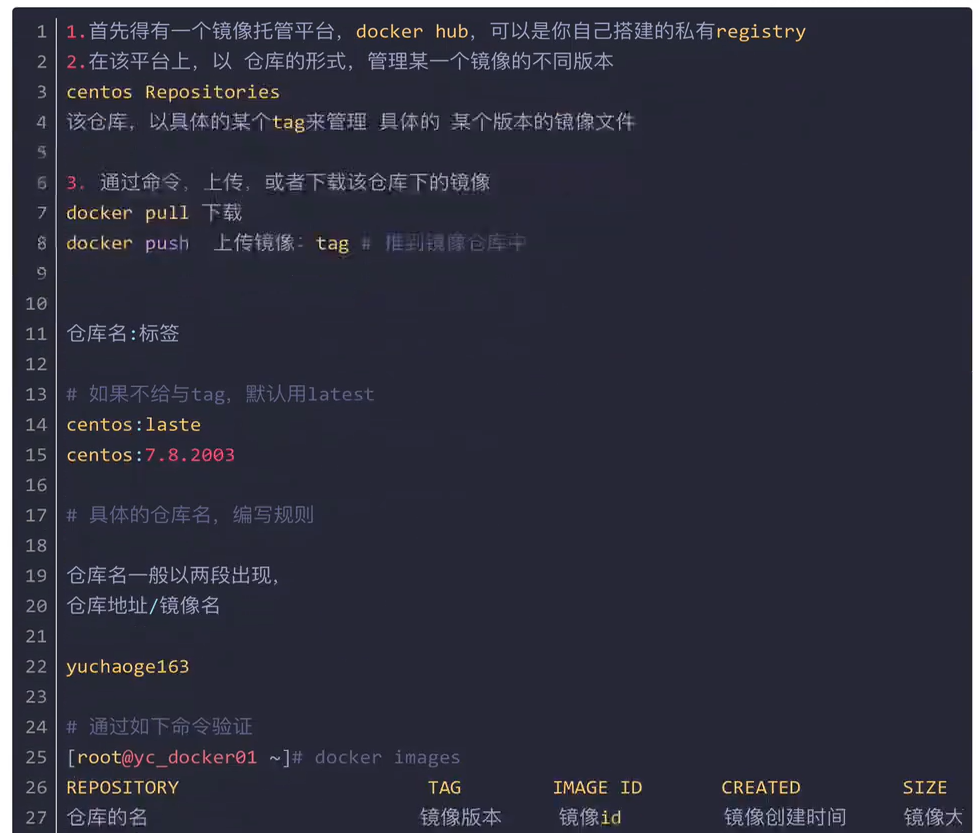 1 1.首先得有一个镜像托管平台，docker hub，可以是你自己搭建的私有registry
2 2.在该平台上，以 仓库的形式，管理某一个镜像的不同版本
3 centos Repositories
4 该仓库，以具体的某个tag来管理 具体的 某个版本的镜像文件
5
6 3. 通过命令，上传，或者下载该仓库下的镜像
7 docker pull 下载
8 docker push  上传镜像：tag # 推到镜像仓库中
9
10
11 仓库名:标签
12
13 # 如果不给与tag，默认用latest
14 centos:laste
15 centos:7.8.2003
16
17 # 具体的仓库名，编写规则
18
19 仓库名一般以两段出现，
20 仓库地址/镜像名
21
22 yuchaoge163
23
24 # 通过如下命令验证
25 [root@yc_docker01 ~]# docker images
26 REPOSITORY TAG IMAGE ID CREATED SIZE
27 仓库的名 镜像版本 镜像id 镜像创建时间 镜像大